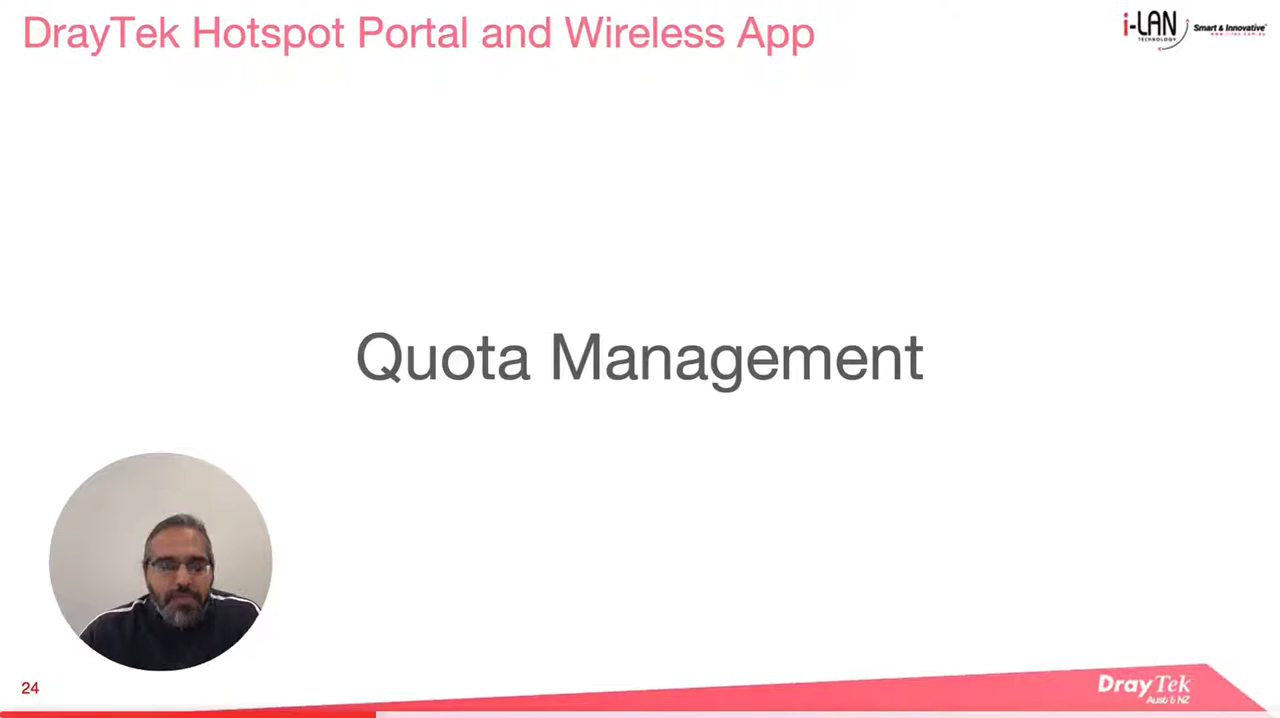 DrayTek Hotspot Portal and Wireless App
i-LAN
TECHNOLOGY
Smart & Innovative
Quota Management
24
DrayTek
Aust & NZ